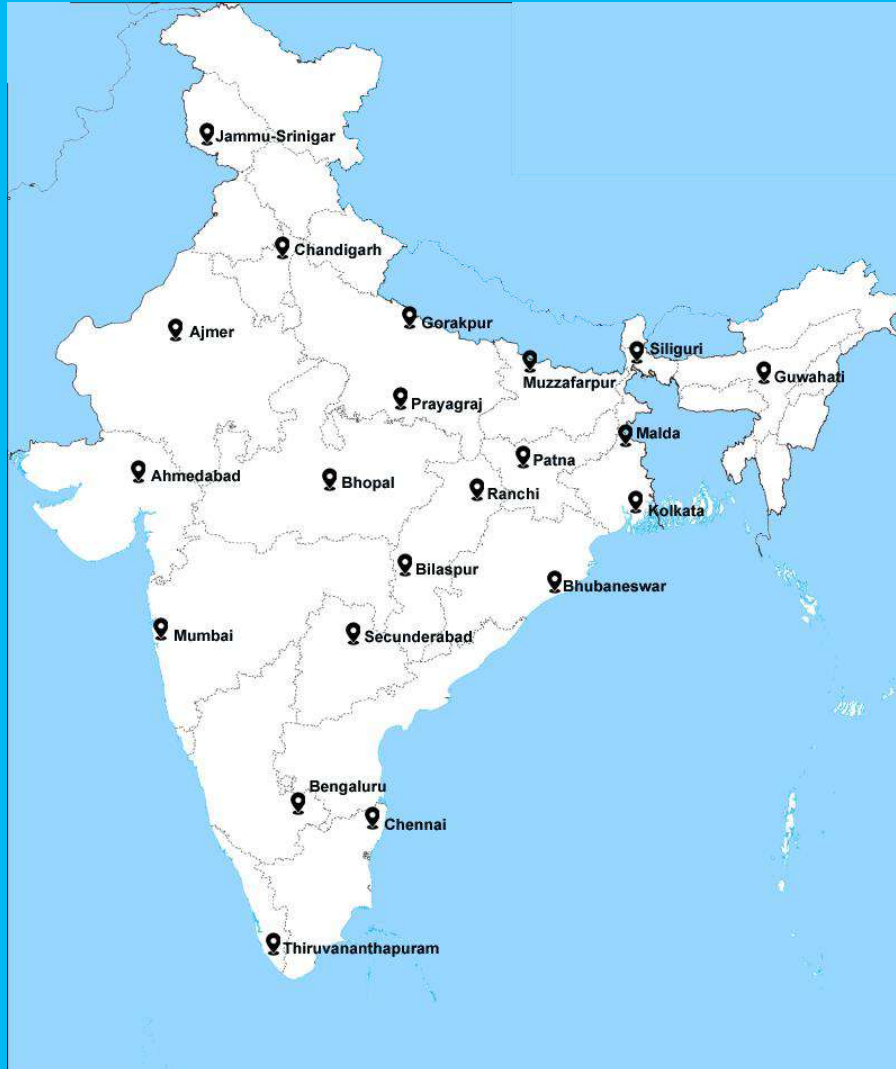 Jammu-Srinigar
Chandigarh
Gorakpur
Ajmer
Siliguri
Guwahati
Muzzafarpur
Prayagraj
Malda
Patna
Ahmedabad
Bhopal
Ranchi
Kolkata
Bilaspur
Bhubaneswar
Mumbai
Secunderabad
Bengaluru
Chennai
Thiruvananthapuram